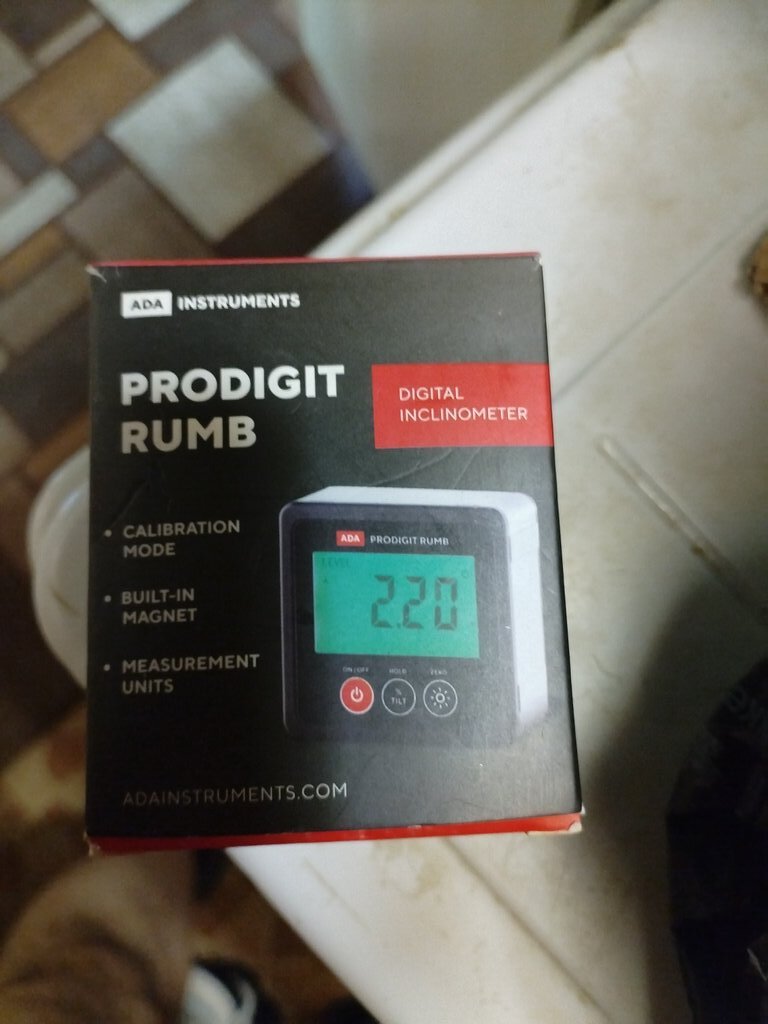 ADA INSTRUMENTS
PRODIGIT
RUMB
DIGITAL
INCLINOMETER
• CALIBRATION
MODE
• BUILT-IN
MAGNET
• MEASUREMENT
UNITS
ADA PRODIGIT RUMB
LEVEL
2.20°
ON/OFF HOLD ZERO
% TILT
ADAINSTRUMENTS.COM